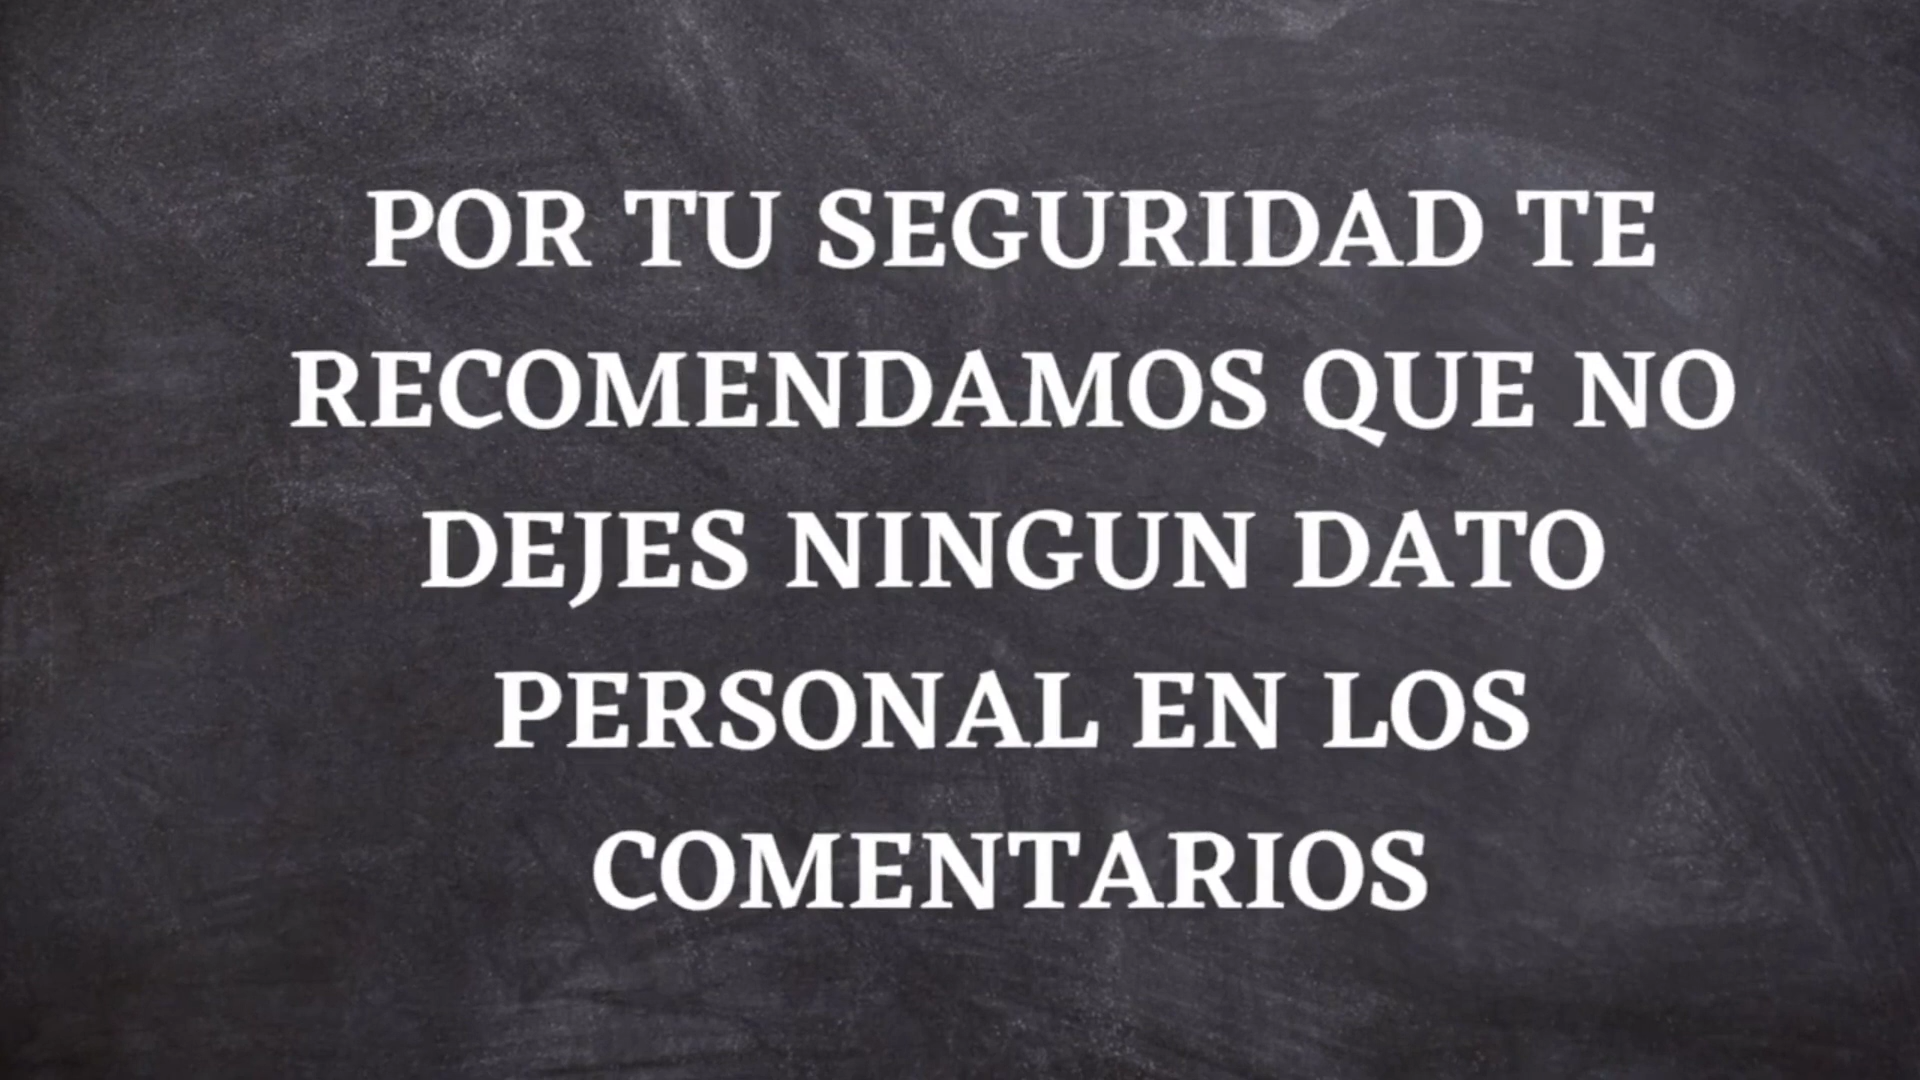 POR TU SEGURIDAD TE
RECOMENDAMOS QUE NO
DEJES NINGUN DATO
PERSONAL EN LOS
COMENTARIOS